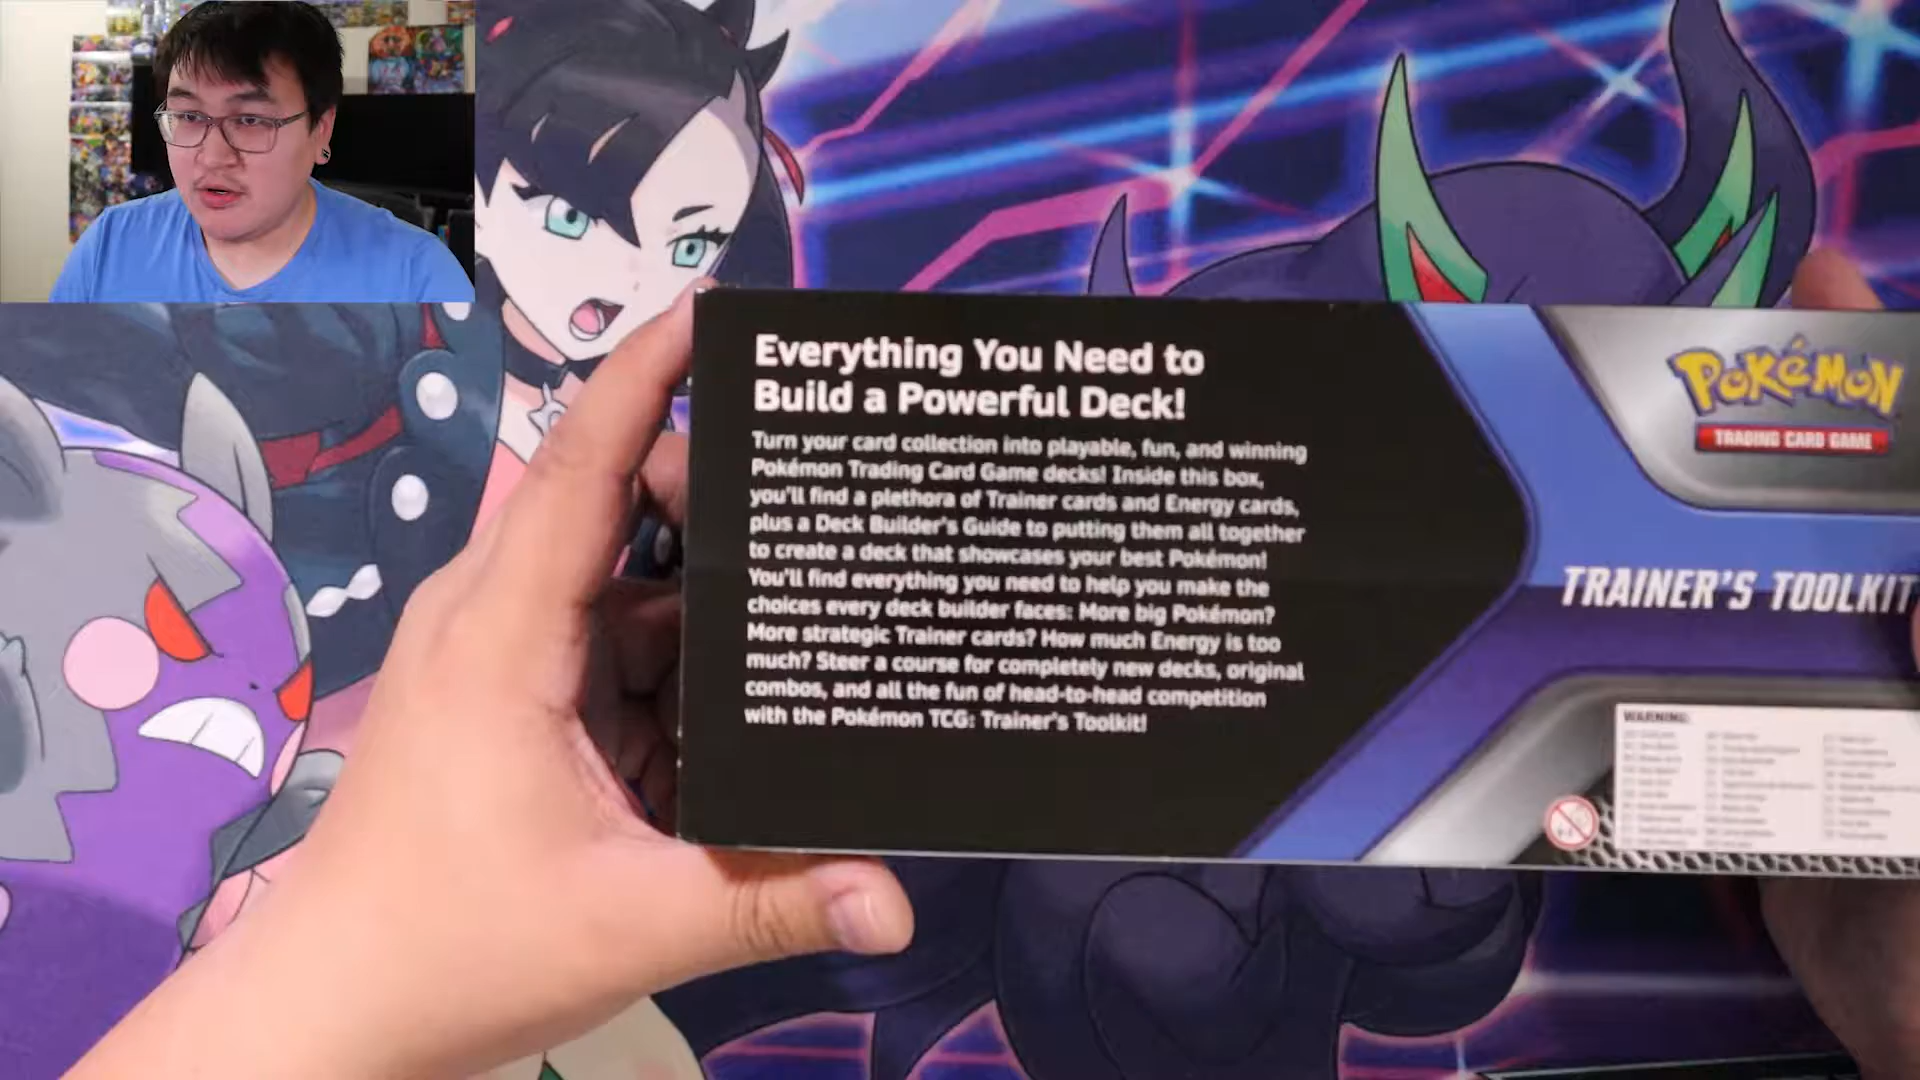 Everything You Need to
Build a Powerful Deck!
Turn your card collection into playable, fun, and winning
Pokémon Trading Card Game decks! Inside this box,
you'll find a plethora of Trainer cards and Energy cards,
plus a Deck Builder's Guide to putting them all together
to create a deck that showcases your best Pokémon!
You'll find everything you need to help you make the
choices every deck builder faces: More big Pokémon?
More strategic Trainer cards? How much Energy is too
much? Steer a course for completely new decks, original
combos, and all the fun of head-to-head competition
with the Pokémon TCG: Trainer's Toolkit!
POKéMON
TRADING CARD GAME
TRAINER'S TOOLKIT
WARNING: